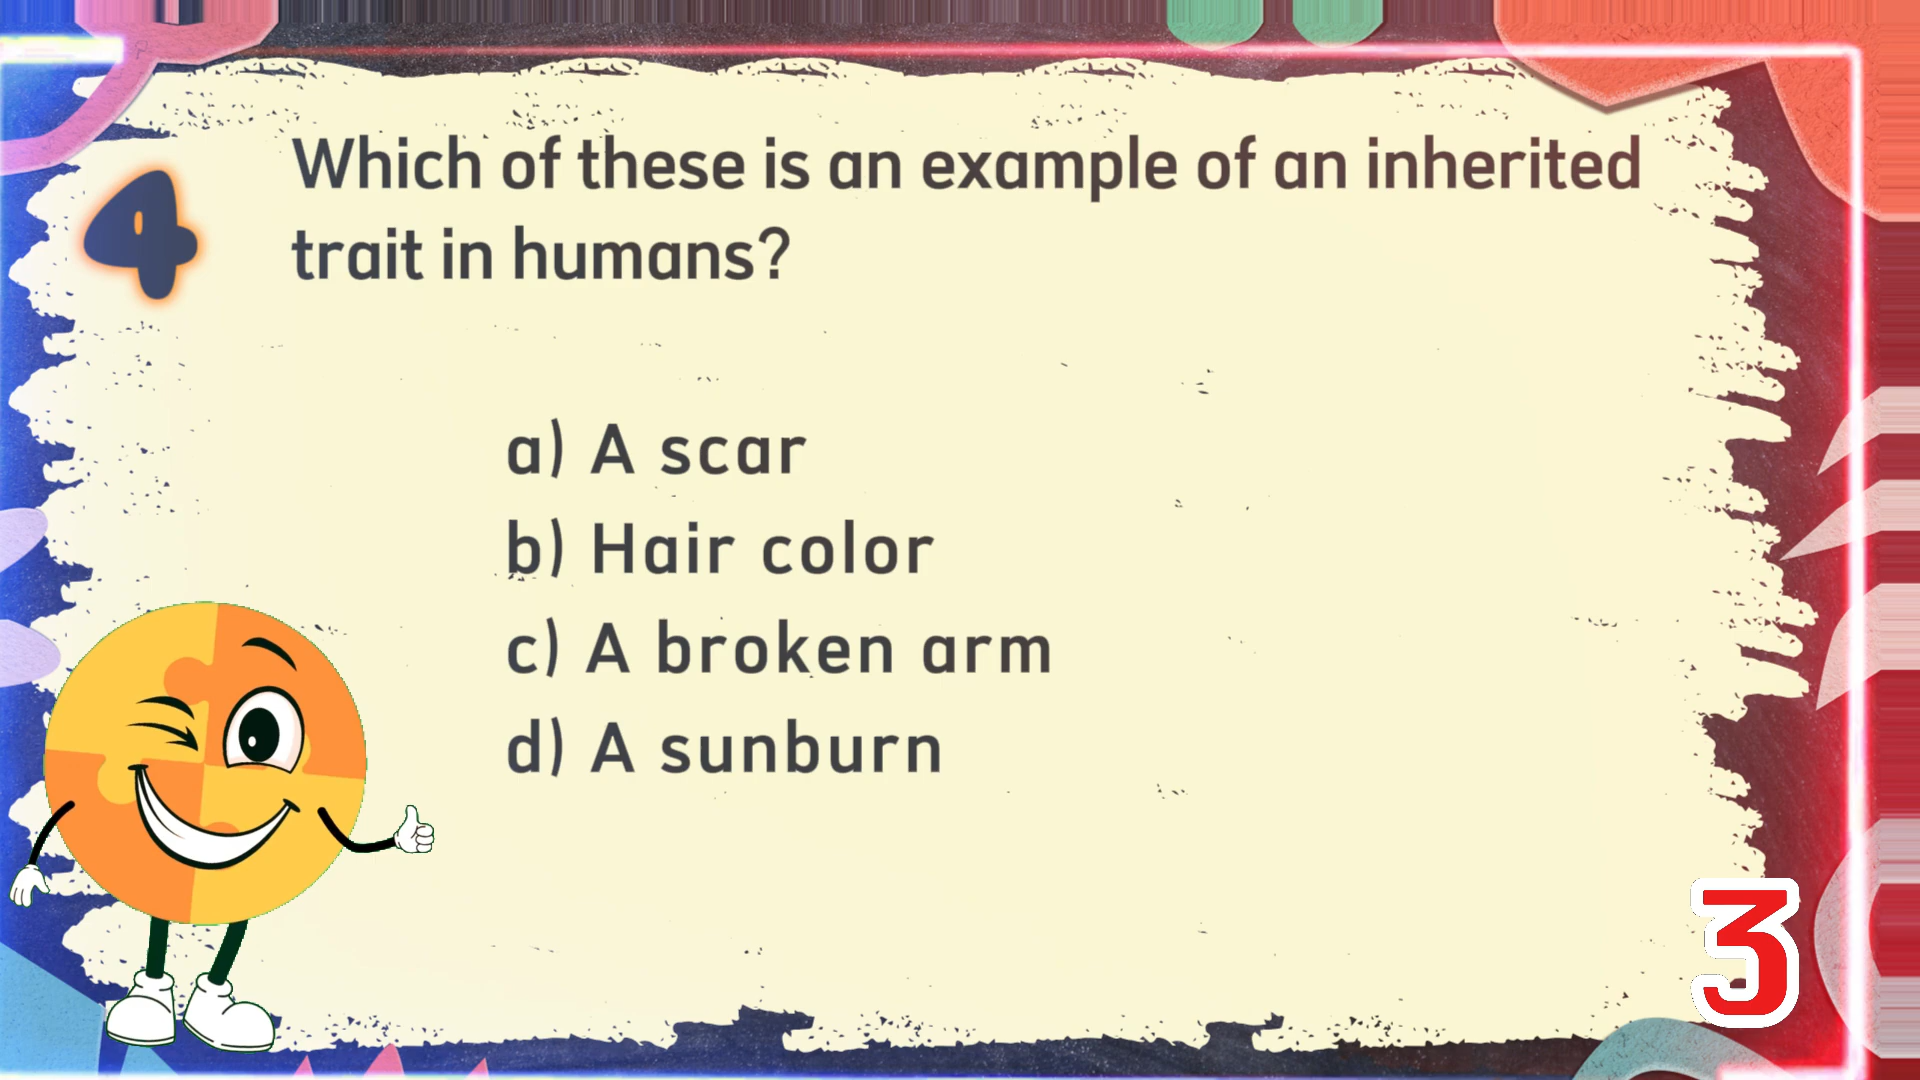 4
Which of these is an example of an inherited
trait in humans?
a) A scar
b) Hair color
c) A broken arm
d) A sunburn
3